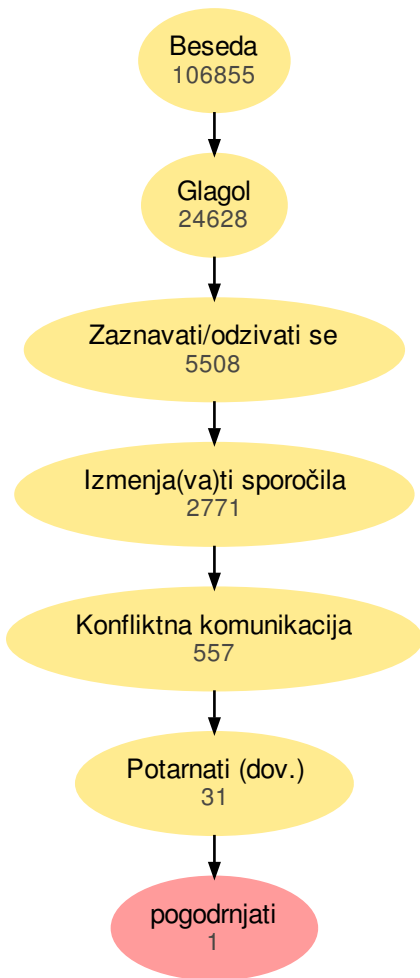 Beseda
106855
Glagol
24628
Zaznavati/odzivati se
5508
Izmenja(va)ti sporočila
2771
Konfliktna komunikacija
557
Potarnati (dov.)
31
pogodrnjati
1